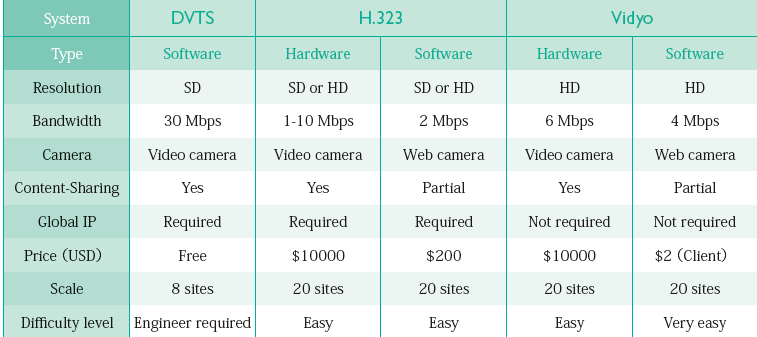 System DVTS H.323 Vidyo
Type Software Hardware Software Hardware Software
Resolution SD SD or HD SD or HD HD HD
Bandwidth 30 Mbps 1-10 Mbps 2 Mbps 6 Mbps 4 Mbps
Camera Video camera Video camera Web camera Video camera Web camera
Content-Sharing Yes Yes Partial Yes Partial
Global IP Required Required Required Not required Not required
Price (USD) Free $10000 $200 $10000 $2 (Client)
Scale 8 sites 20 sites 20 sites 20 sites 20 sites
Difficulty level Engineer required Easy Easy Easy Very easy